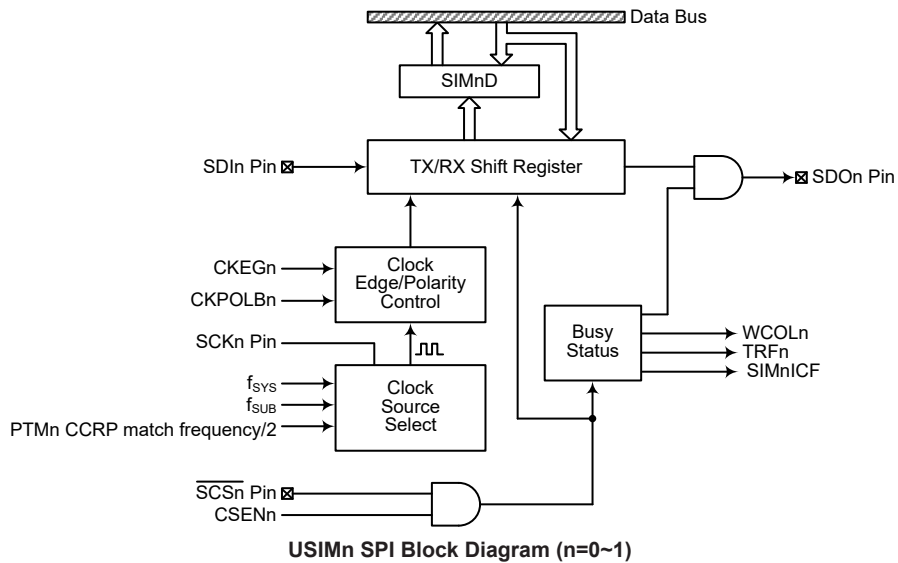 Data Bus
SIMnD
SDIn Pin
TX/RX Shift Register
SDOn Pin
CKEGn
CKPOLBn
Clock
Edge/Polarity
Control
SCKn Pin
Busy
Status
WCOLn
TRFn
SIMnICF
fSYS
fSUB
PTMn CCRP match frequency/2
Clock
Source
Select
SCSn Pin
CSENn
USIMn SPI Block Diagram (n=0~1)